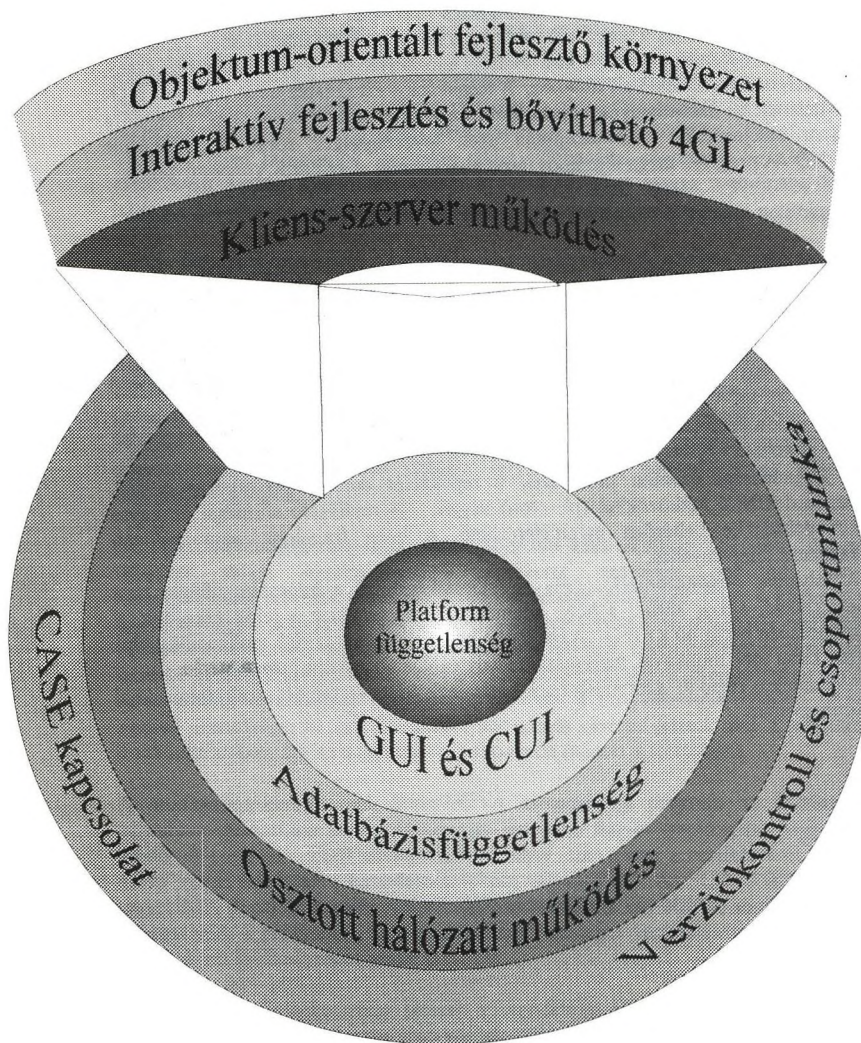 Objektum-orientált fejlesztő környezet
Interaktív fejlesztés és bővíthető 4GL
Kliens-szerver működés
Platform
függetlenség
GUI és CUI
Adatbázisfüggetlenség
Osztott hálózati működés
CASE kapcsolat
Verziókontroll és csoportmunka